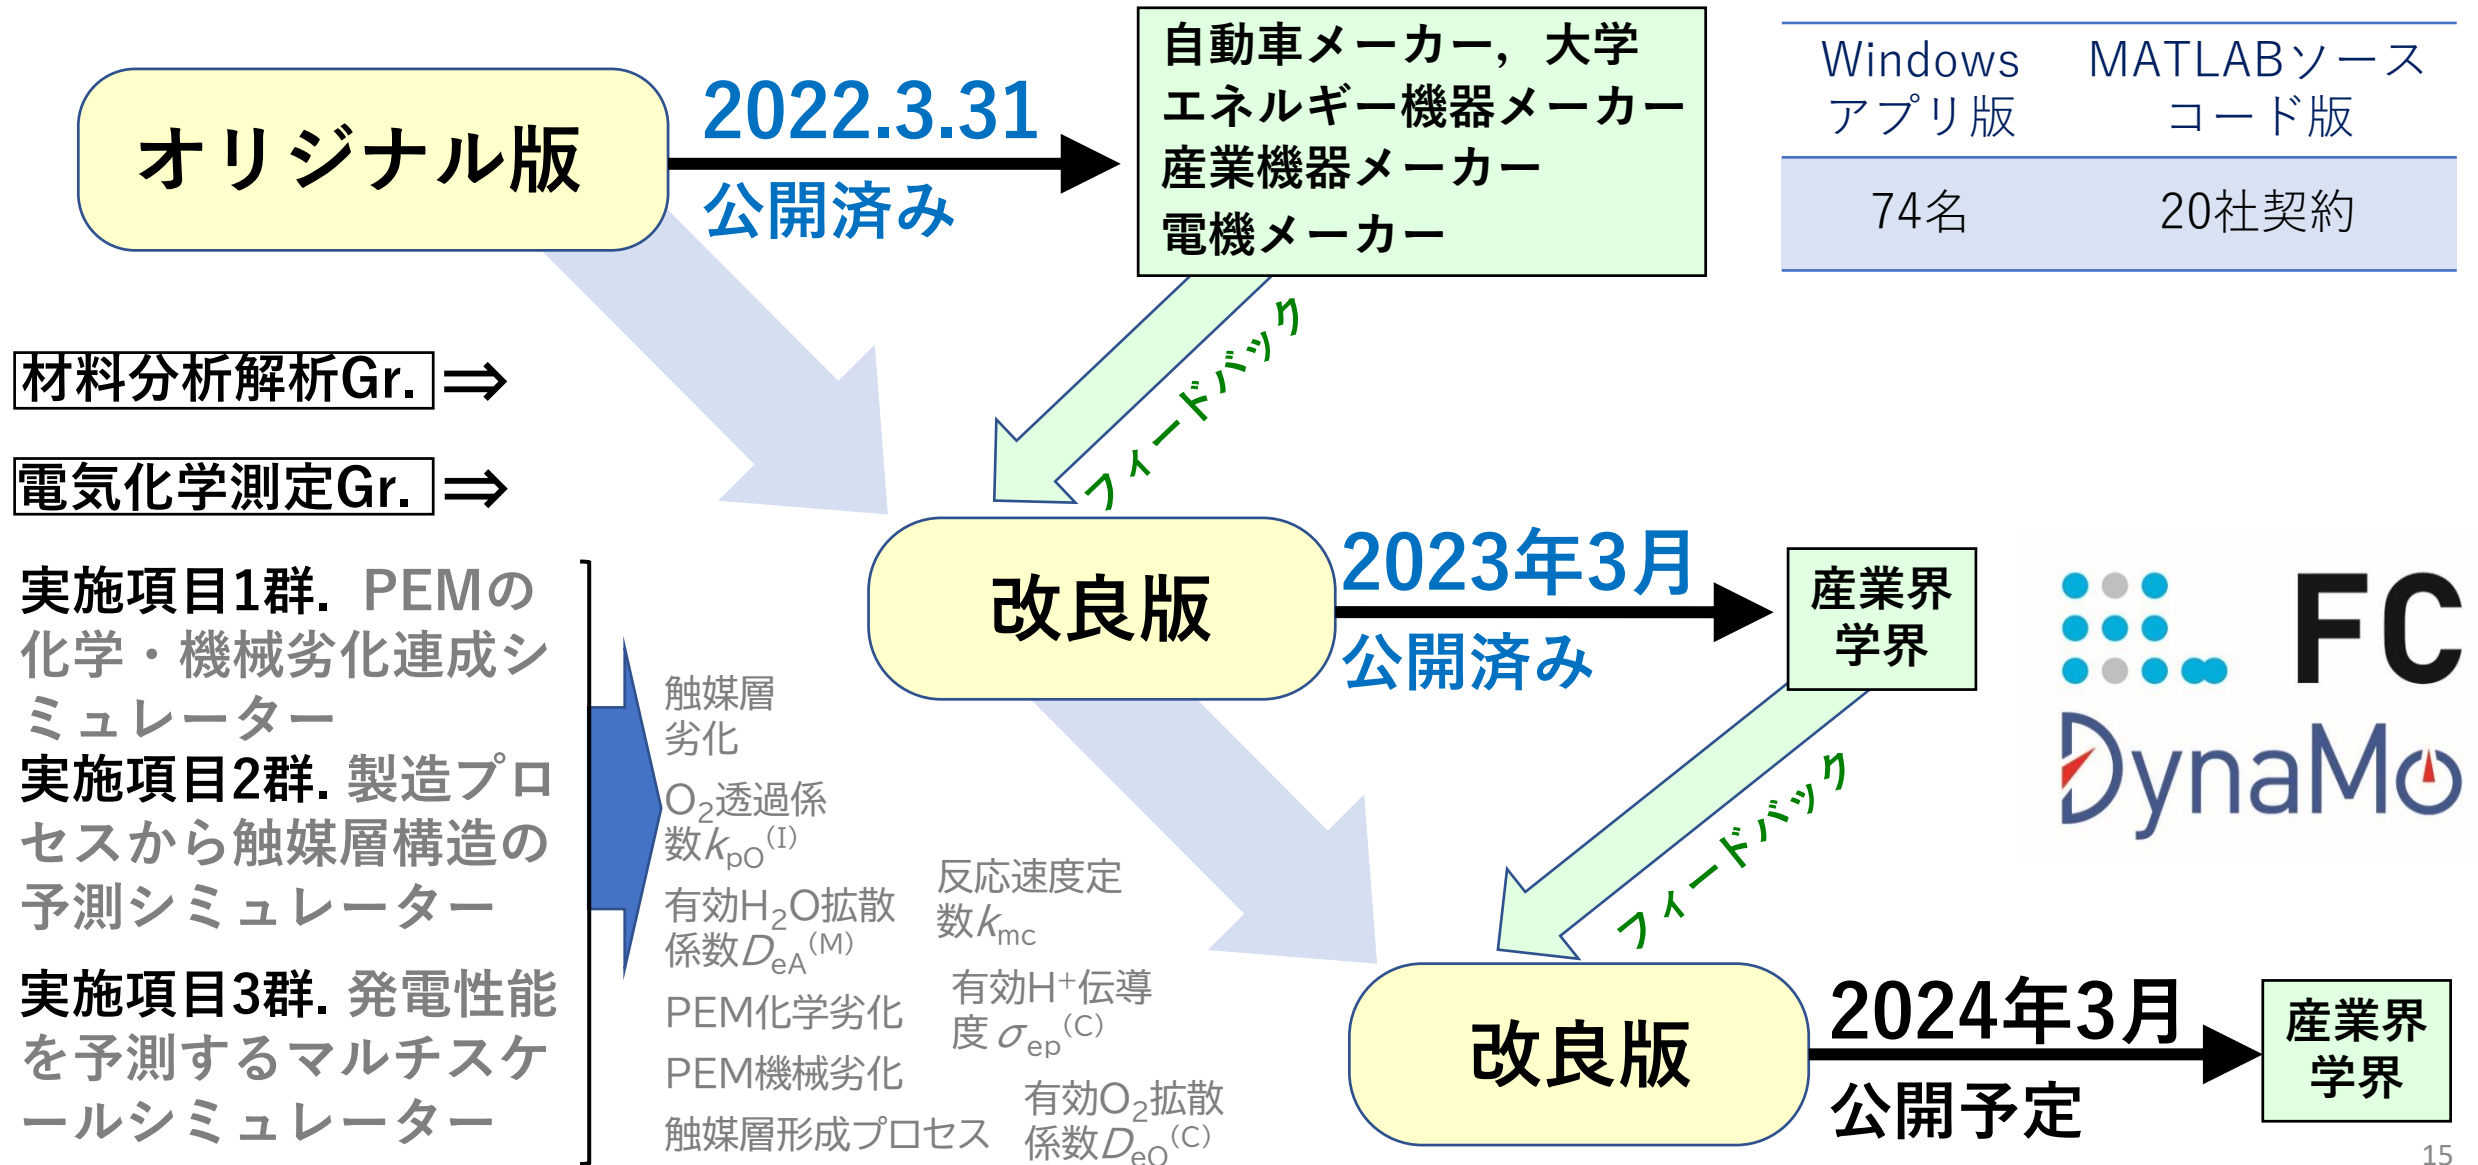 オリジナル版
2022.3.31
公開済み
自動車メーカー，大学
エネルギー機器メーカー
産業機器メーカー
電機メーカー
Windows
アプリ版
MATLABソース
コード版
74名
20社契約
フィードバック
材料分析解析Gr.
⇒
電気化学測定Gr.
⇒
実施項目1群. PEMの
化学・機械劣化連成シ
ミュレーター
実施項目2群. 製造プロ
セスから触媒層構造の
予測シミュレーター
実施項目3群. 発電性能
を予測するマルチスケ
ールシミュレーター
触媒層
劣化
O2透過係
数kpO(I)
有効H2O拡散
係数DeA(M)
PEM化学劣化
PEM機械劣化
触媒層形成プロセス
反応速度定
数kmc
有効H+伝導
度σep(C)
有効O2拡散
係数DeO(C)
改良版
2023年3月
公開済み
産業界
学界
フィードバック
FC
DynaMo
改良版
2024年3月
公開予定
産業界
学界
15